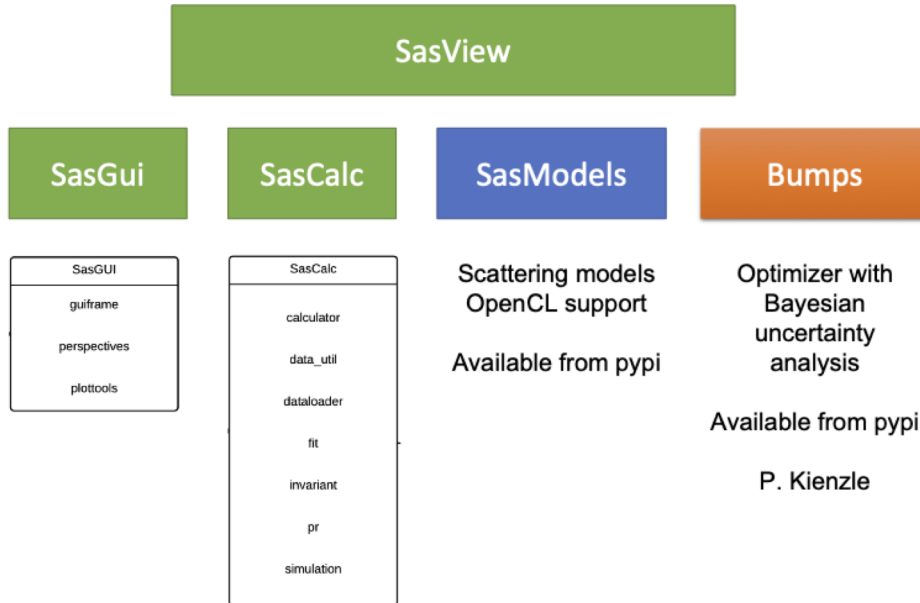 SasView
SasGui
SasCalc
SasModels
Bumps
SasGUI
guiframe
perspectives
plottools
SasCalc
calculator
data_util
dataloader
fit
invariant
pr
simulation
Scattering models
OpenCL support
Available from pypi
Optimizer with
Bayesian
uncertainty
analysis
Available from pypi
P. Kienzle